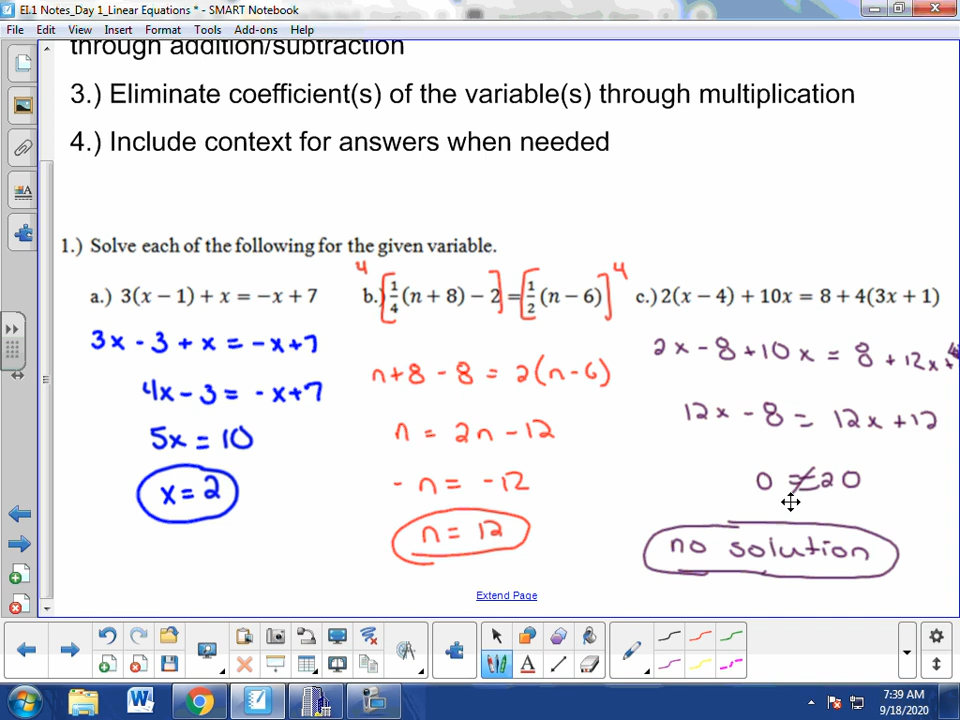 EI.1 Notes_Day 1_Linear Equations * - SMART Notebook
File Edit View Insert Format Tools Add-ons Help
through addition/subtraction
3.) Eliminate coefficient(s) of the variable(s) through multiplication
4.) Include context for answers when needed
1.) Solve each of the following for the given variable.
a.) 3(x − 1) + x = −x + 7
3x - 3 + x = -x+7
4x - 3 = -x+7
5x = 10
x = 2
b.) 4 [1/4(n + 8) − 2] = [1/2(n − 6)] 4
n+8 - 8 = 2(n-6)
n = 2n - 12
- n = -12
n = 12
c.) 2(x − 4) + 10x = 8 + 4(3x + 1)
2x - 8 + 10x = 8 + 12x + 4
12x - 8 = 12x + 12
0 ≠ 20
no solution
Extend Page
7:39 AM
9/18/2020